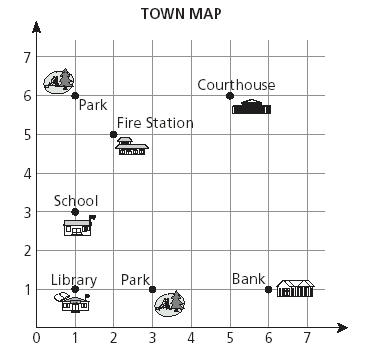 TOWN MAP
7
6
5
4
3
2
1
0 1 2 3 4 5 6 7
Park
Courthouse
Fire Station
School
Library
Park
Bank